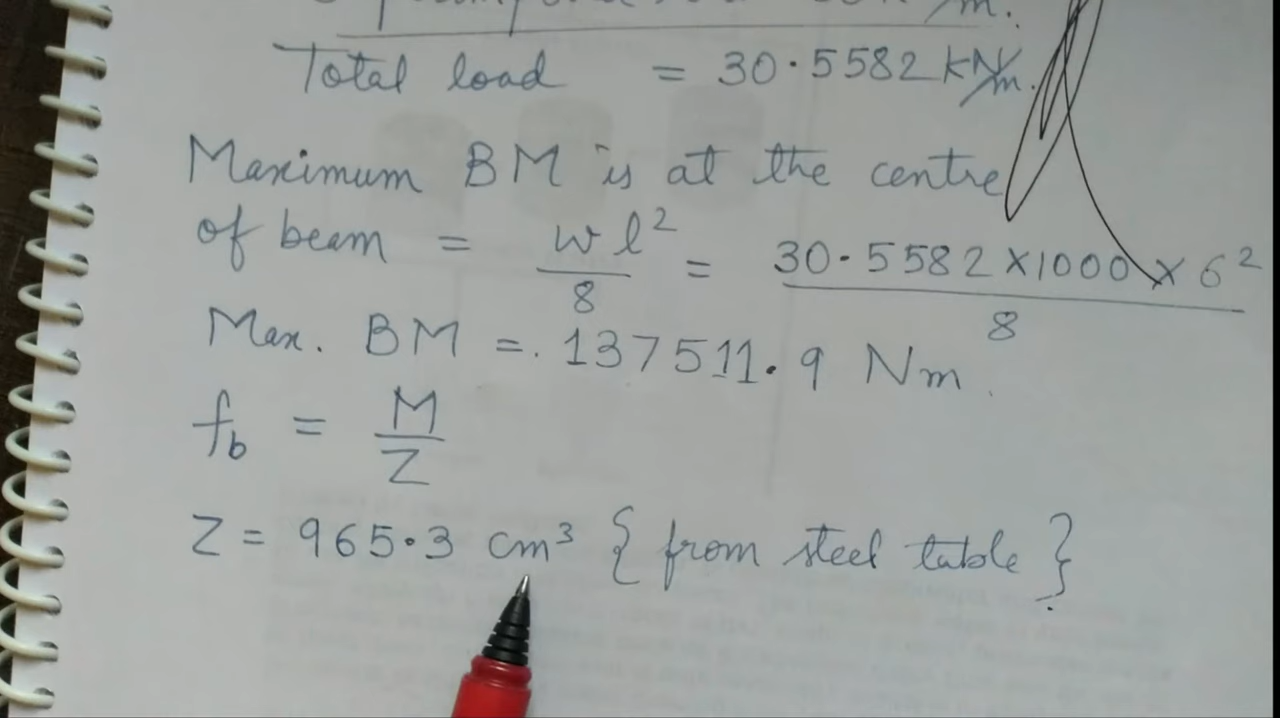 m.
Total load = 30.5582 kN/m.
Maximum BM is at the centre
of beam = wl²/8 = 30.5582 x 1000 x 6²/8
Max. BM = . 137511.9 Nm.
fb = M/Z
Z = 965.3 cm³ { from steel table }.